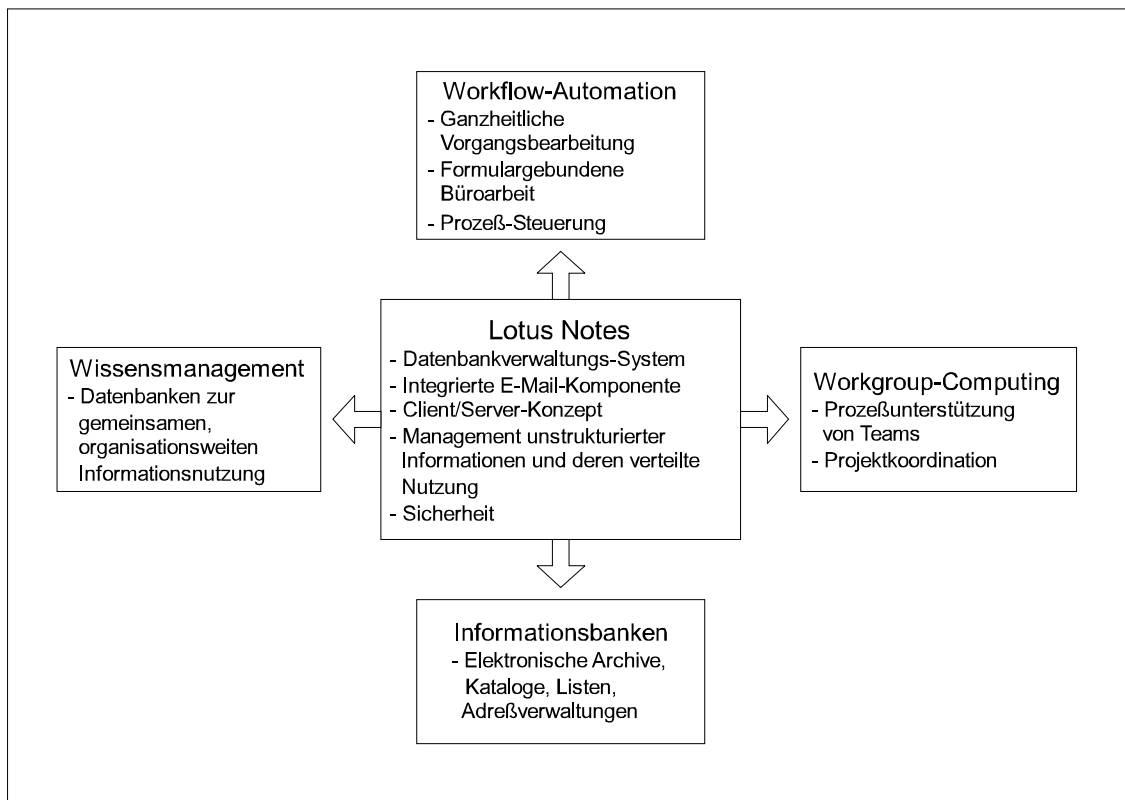 Workflow-Automation
- Ganzheitliche
Vorgangsbearbeitung
- Formulargebundene
Büroarbeit
- Prozeß-Steuerung
Wissensmanagement
- Datenbanken zur
gemeinsamen,
organisationsweiten
Informationsnutzung
Lotus Notes
- Datenbankverwaltungs-System
- Integrierte E-Mail-Komponente
- Client/Server-Konzept
- Management unstrukturierter
Informationen und deren verteilte
Nutzung
- Sicherheit
Workgroup-Computing
- Prozeßunterstützung
von Teams
- Projektkoordination
Informationsbanken
- Elektronische Archive,
Kataloge, Listen,
Adreßverwaltungen